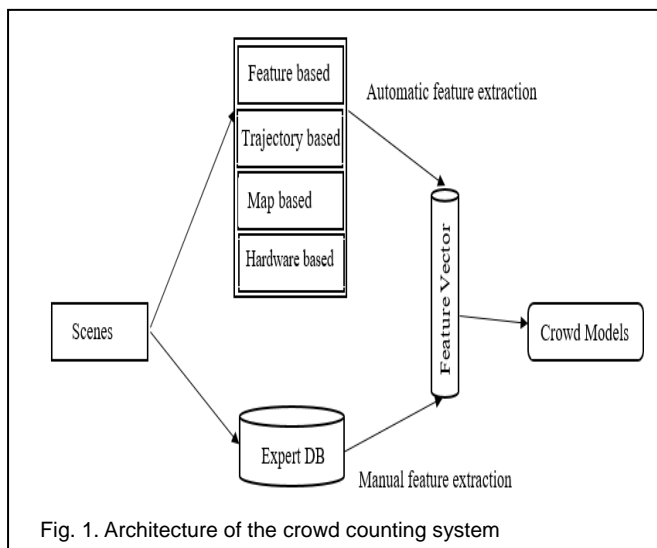 Feature based
Automatic feature extraction
Trajectory based
Map based
Hardware based
Feature Vector
Scenes
Crowd Models
Expert DB
Manual feature extraction
Fig. 1. Architecture of the crowd counting system